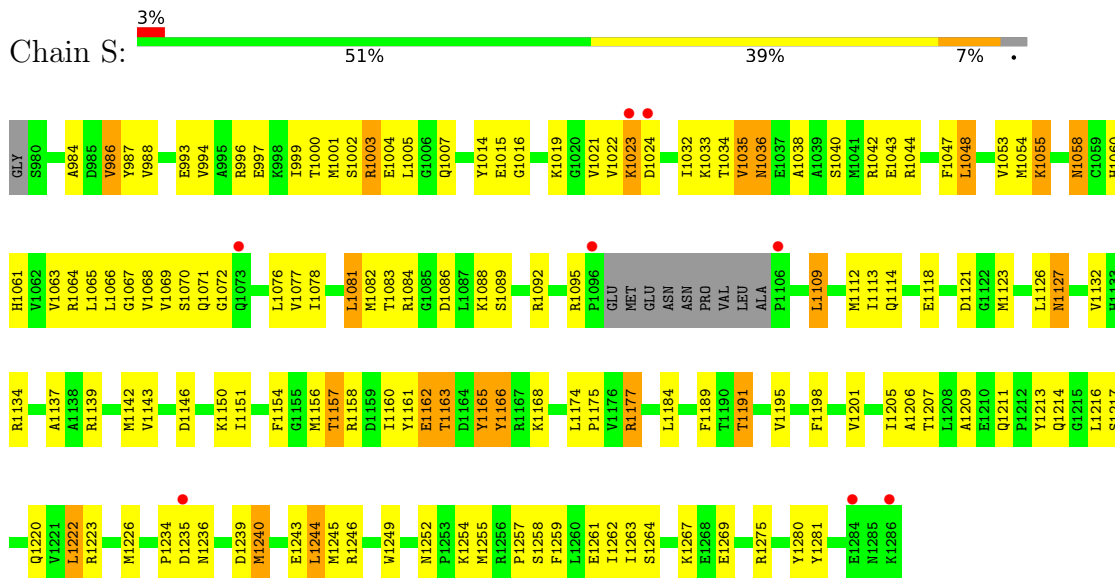 3%
Chain S:
51% 39% 7% •
GLY S980 A984 D985 V986 Y987 V988 E993 V994 A995 R996 E997 K998 I999 T1000 M1001 S1002 R1003 E1004 L1005 G1006 Q1007 Y1014 E1015 G1016 K1019 G1020 V1021 V1022 K1023 D1024 I1032 K1033 T1034 V1035 N1036 E1037 A1038 A1039 S1040 M1041 R1042 E1043 R1044 F1047 L1048 V1053 M1054 K1055 N1058 C1059 H1060
H1061 V1062 V1063 R1064 L1065 L1066 G1067 V1068 V1069 S1070 Q1071 G1072 Q1073 L1076 V1077 I1078 L1081 M1082 T1083 R1084 G1085 D1086 L1087 K1088 S1089 R1092 R1095 P1096 GLU MET GLU ASN ASN PRO VAL LEU ALA P1106 L1109 M1112 I1113 Q1114 E1118 D1121 G1122 M1123 L1126 N1127 V1132 H1133
R1134 A1137 A1138 R1139 M1142 V1143 D1146 K1150 I1151 F1154 G1155 M1156 T1157 R1158 D1159 I1160 Y1161 E1162 T1163 D1164 Y1165 Y1166 R1167 K1168 L1174 P1175 V1176 R1177 L1184 F1189 T1190 T1191 V1195 F1198 V1201 I1205 A1206 T1207 L1208 A1209 E1210 Q1211 P1212 Y1213 Q1214 G1215 L1216 S1217
Q1220 V1221 L1222 R1223 M1226 P1234 D1235 N1236 D1239 M1240 E1243 L1244 M1245 R1246 W1249 N1252 P1253 K1254 M1255 R1256 P1257 S1258 F1259 L1260 E1261 I1262 I1263 S1264 K1267 E1268 E1269 R1275 Y1280 Y1281 E1284 N1285 K1286